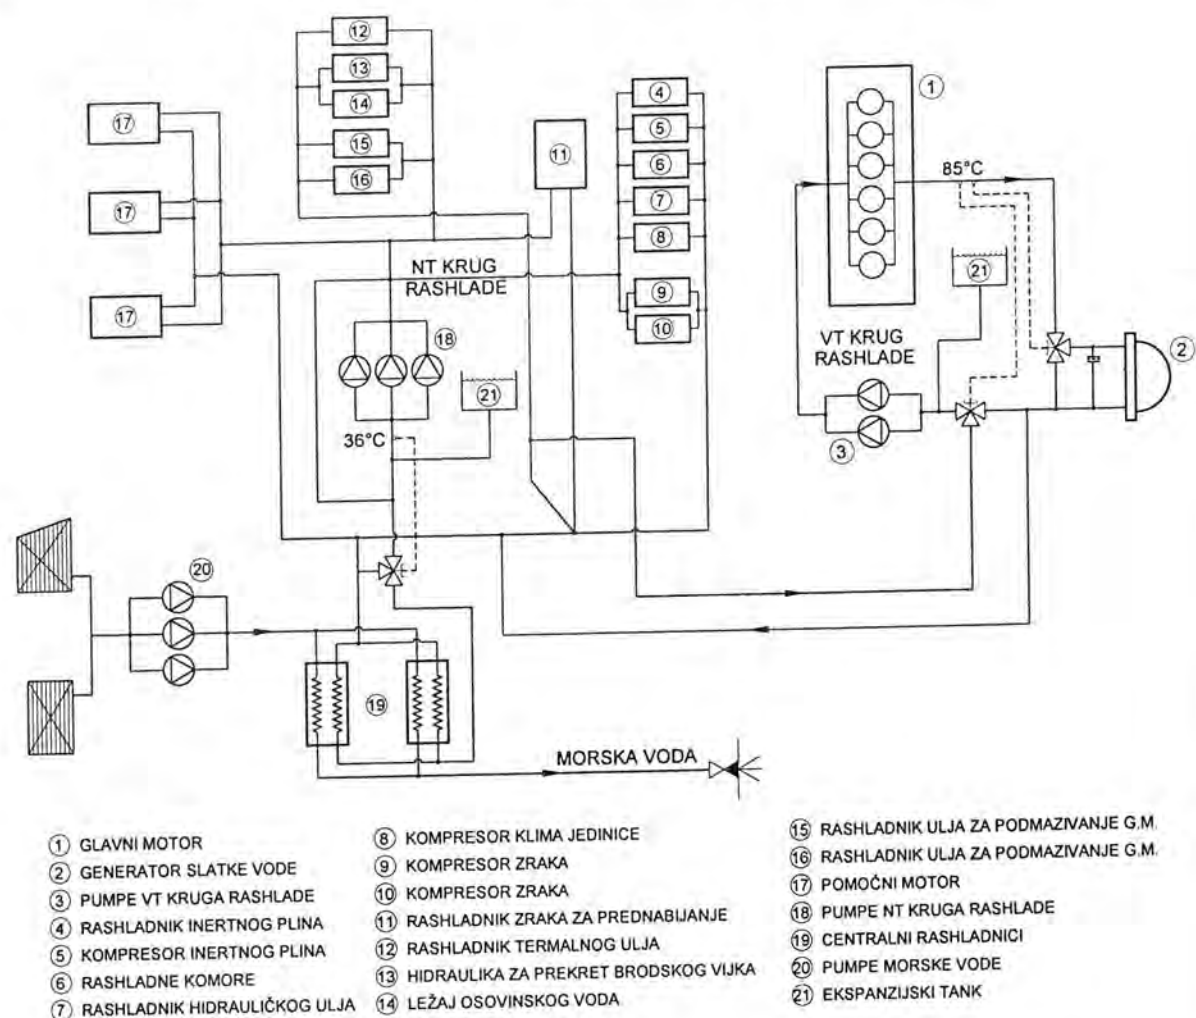 12
13
14
15
16
17
17
17
11
4
5
6
7
8
9
10
1
85°C
21
2
VT KRUG
RASHLADE
3
NT KRUG
RASHLADE
18
21
36°C
20
19
MORSKA VODA
1 GLAVNI MOTOR
2 GENERATOR SLATKE VODE
3 PUMPE VT KRUGA RASHLADE
4 RASHLADNIK INERTNOG PLINA
5 KOMPRESOR INERTNOG PLINA
6 RASHLADNE KOMORE
7 RASHLADNIK HIDRAULIČKOG ULJA
8 KOMPRESOR KLIMA JEDINICE
9 KOMPRESOR ZRAKA
10 KOMPRESOR ZRAKA
11 RASHLADNIK ZRAKA ZA PREDNABIJANJE
12 RASHLADNIK TERMALNOG ULJA
13 HIDRAULIKA ZA PREKRET BRODSKOG VIJKA
14 LEŽAJ OSOVINSKOG VODA
15 RASHLADNIK ULJA ZA PODMAZIVANJE G.M.
16 RASHLADNIK ULJA ZA PODMAZIVANJE G.M.
17 POMOČNI MOTOR
18 PUMPE NT KRUGA RASHLADE
19 CENTRALNI RASHLADNICI
20 PUMPE MORSKE VODE
21 EKSPANZIJSKI TANK